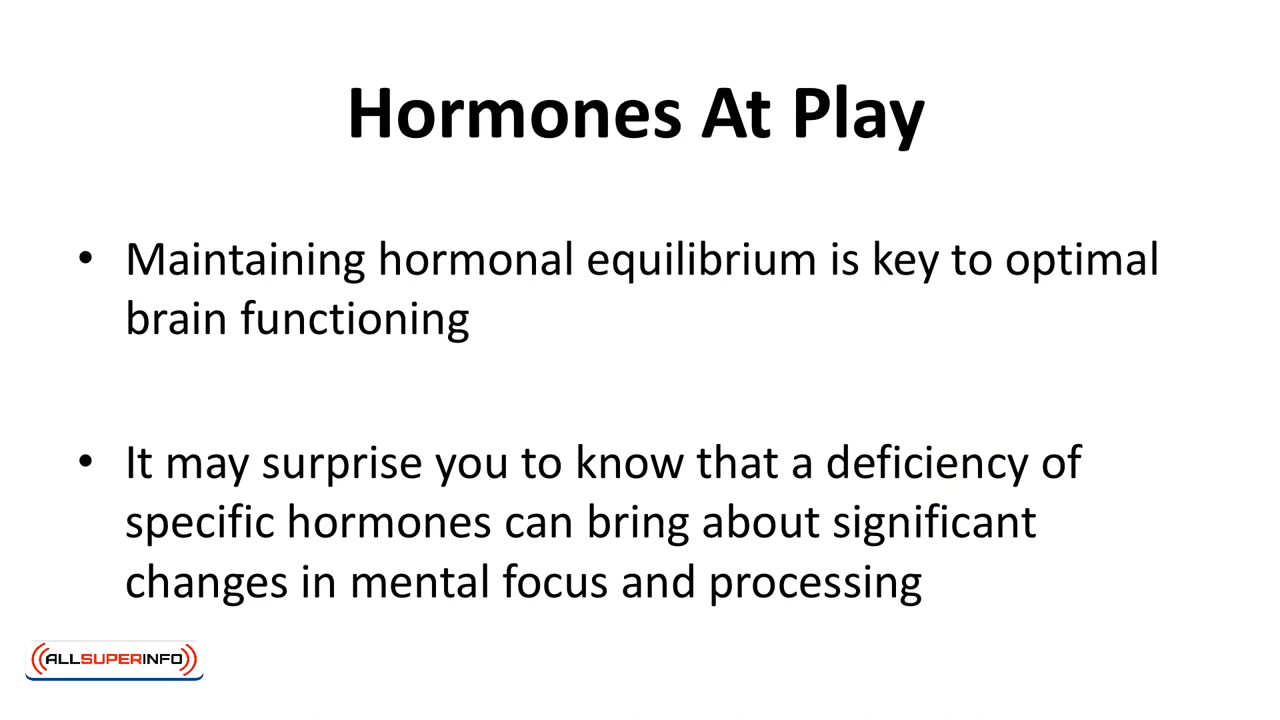 Hormones At Play
• Maintaining hormonal equilibrium is key to optimal
brain functioning
• It may surprise you to know that a deficiency of
specific hormones can bring about significant
changes in mental focus and processing
ALLSUPERINFO